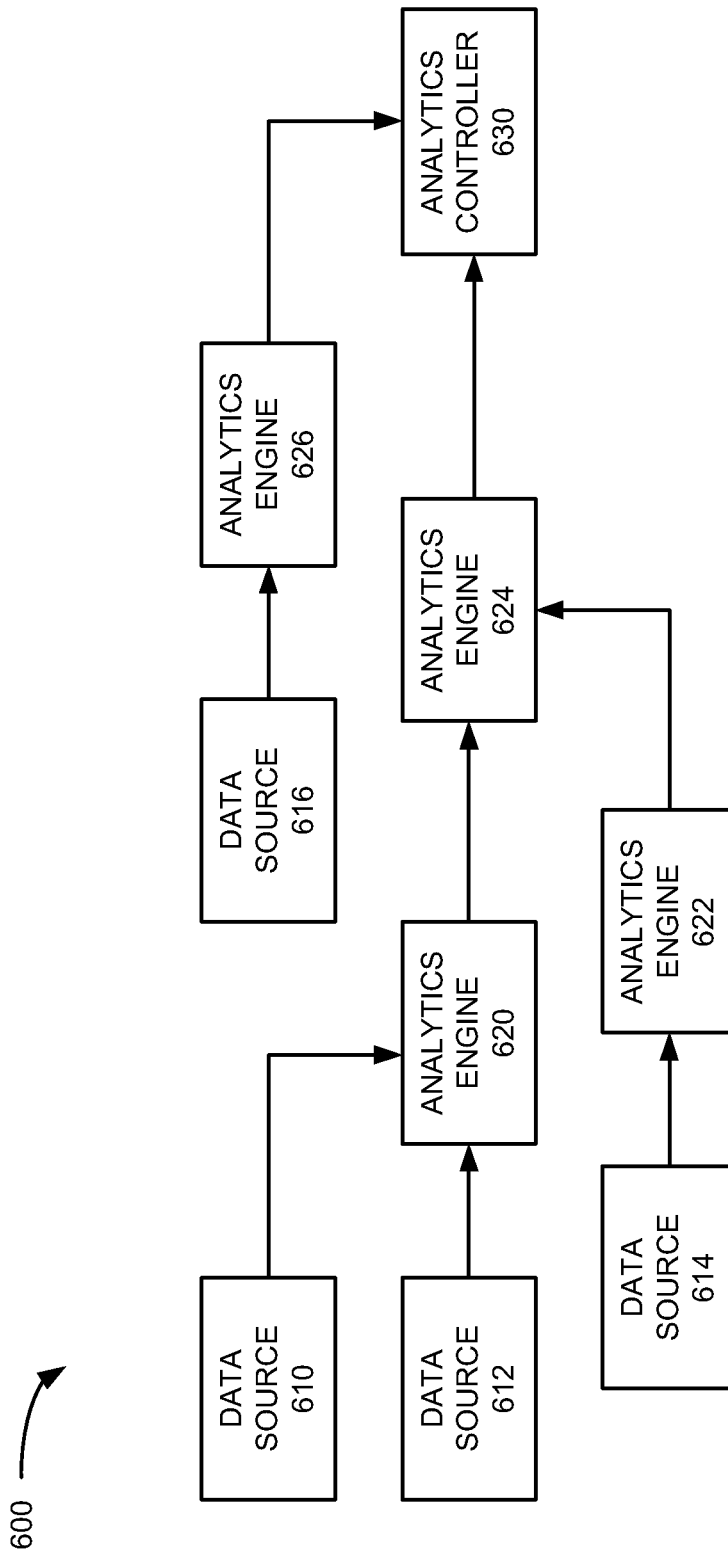 600
DATA
SOURCE
610
DATA
SOURCE
612
DATA
SOURCE
614
ANALYTICS
ENGINE
620
ANALYTICS
ENGINE
622
DATA
SOURCE
616
ANALYTICS
ENGINE
624
ANALYTICS
ENGINE
626
ANALYTICS
CONTROLLER
630